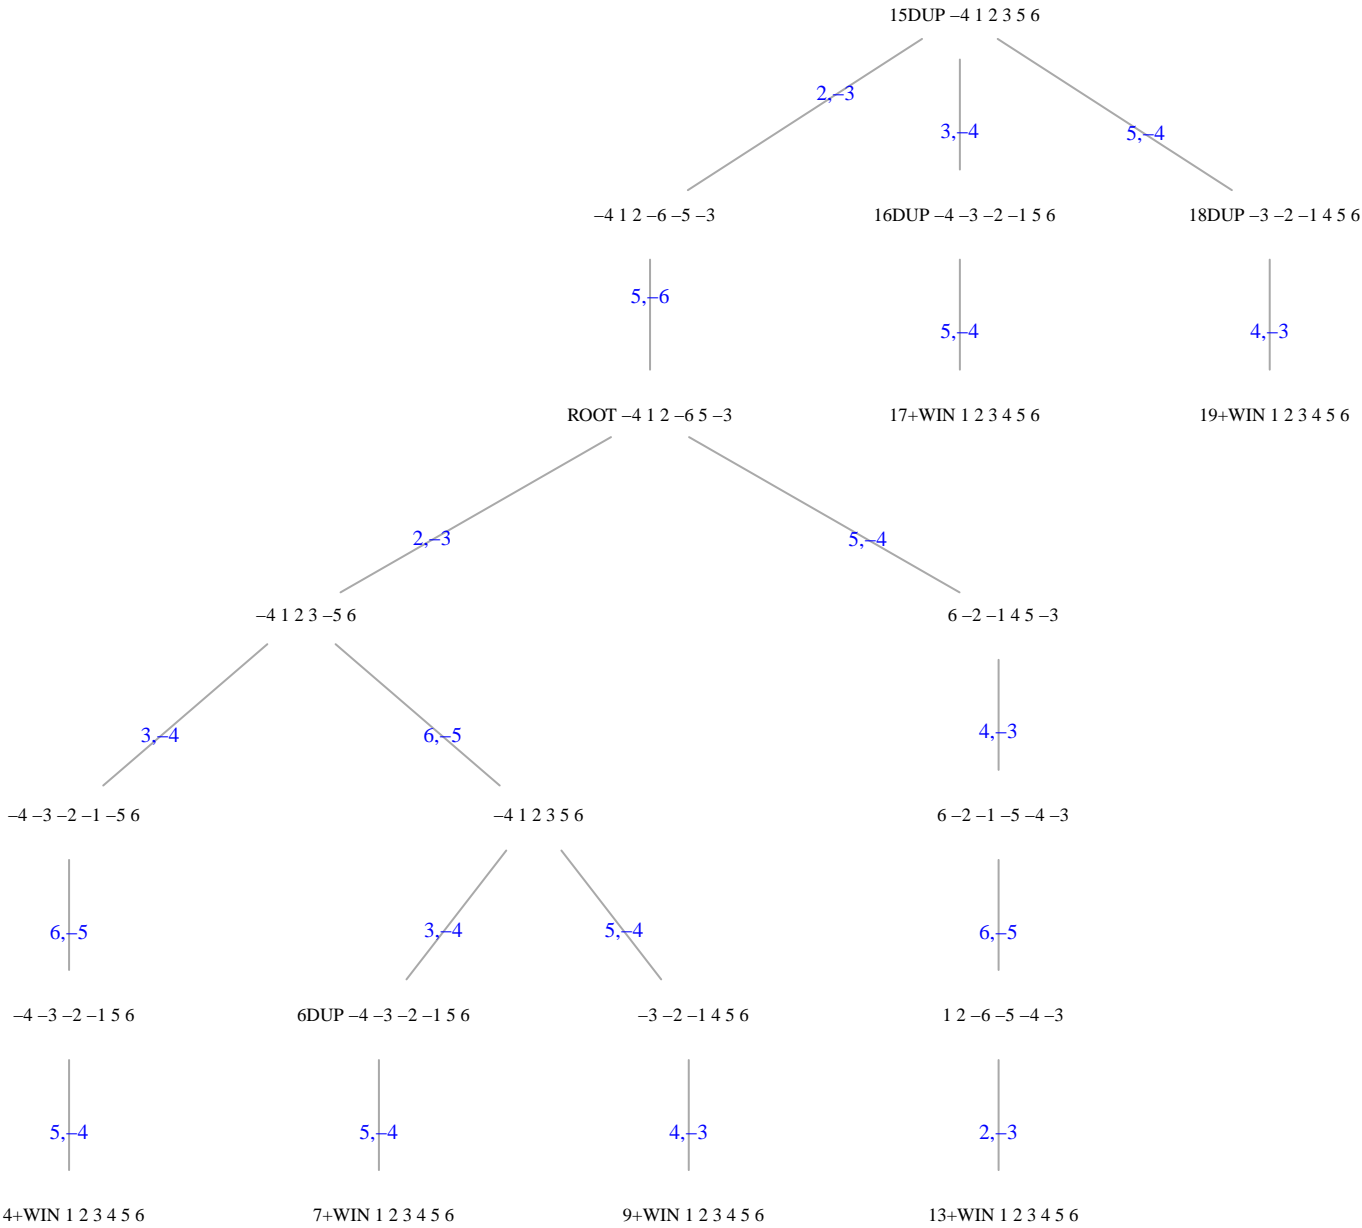 15DUP –4 1 2 3 5 6
2,–3
3,–4
5,–4
–4 1 2 –6 –5 –3
16DUP –4 –3 –2 –1 5 6
18DUP –3 –2 –1 4 5 6
5,–6
5,–4
4,–3
ROOT –4 1 2 –6 5 –3
17+WIN 1 2 3 4 5 6
19+WIN 1 2 3 4 5 6
2,–3
5,–4
–4 1 2 3 –5 6
6 –2 –1 4 5 –3
3,–4
6,–5
4,–3
–4 –3 –2 –1 –5 6
–4 1 2 3 5 6
6 –2 –1 –5 –4 –3
6,–5
3,–4
5,–4
6,–5
–4 –3 –2 –1 5 6
6DUP –4 –3 –2 –1 5 6
–3 –2 –1 4 5 6
1 2 –6 –5 –4 –3
5,–4
5,–4
4,–3
2,–3
4+WIN 1 2 3 4 5 6
7+WIN 1 2 3 4 5 6
9+WIN 1 2 3 4 5 6
13+WIN 1 2 3 4 5 6